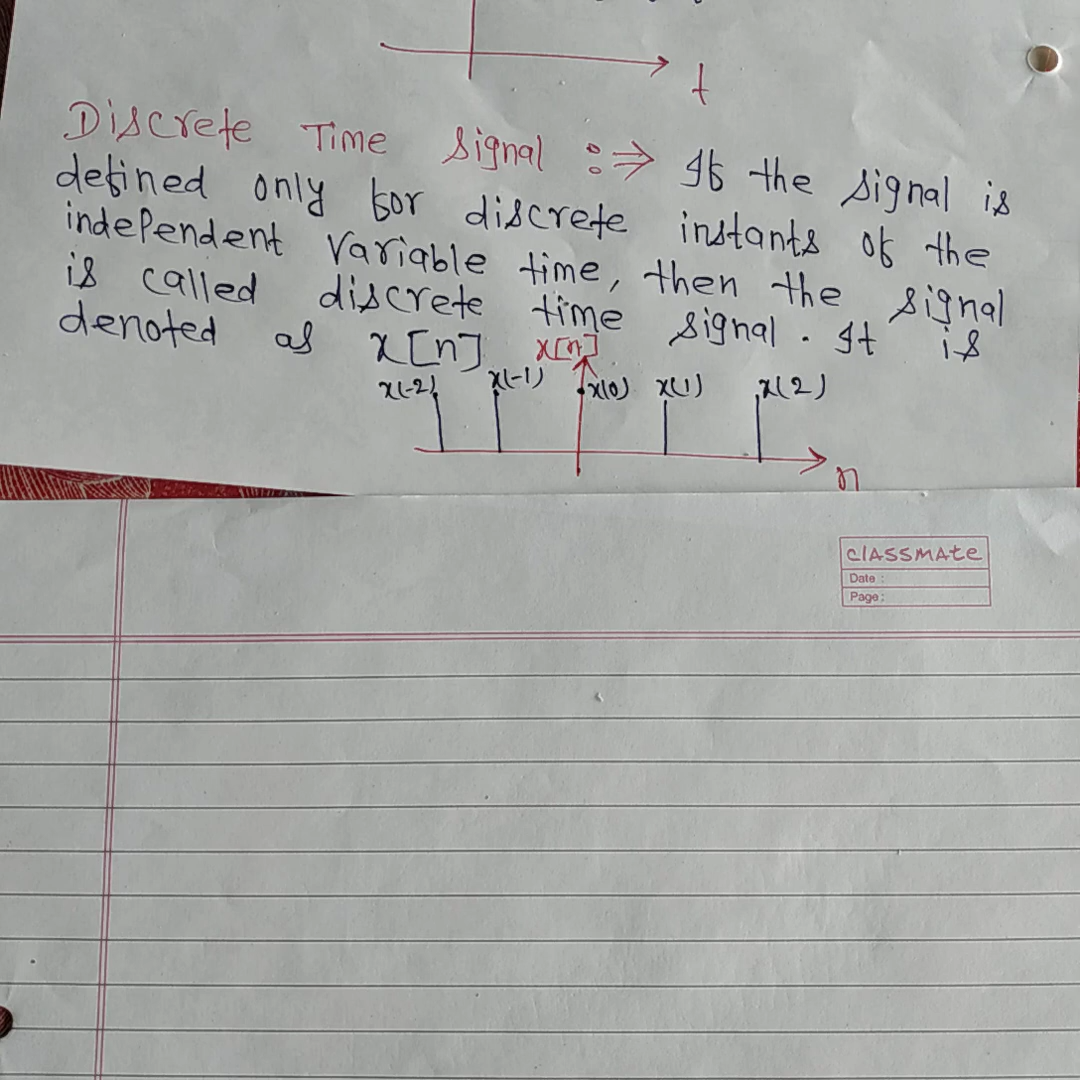 t
Discrete Time Signal :⇒ If the signal is
defined only for discrete instants of the
independent variable time, then the signal
is called discrete time signal. It is
denoted as x[n]
x[n]
x(-2) x(-1) x(0) x(1) x(2)
n
CLASSMATE
Date :
Page :